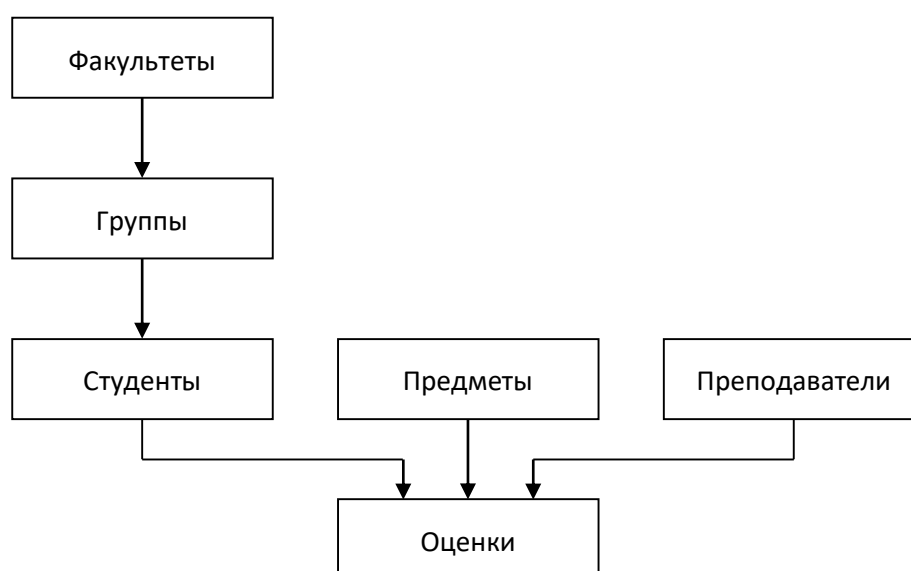 Факультеты
Группы
Студенты
Предметы
Преподаватели
Оценки